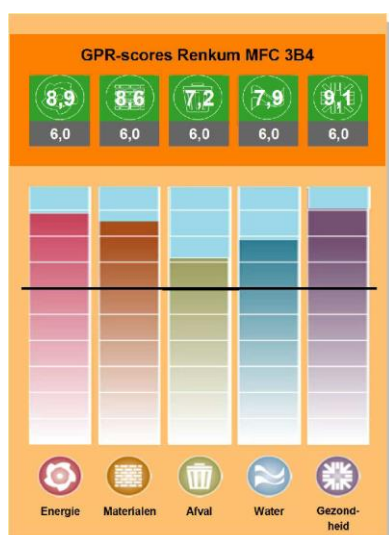 GPR-scores Renkum MFC 3B4
8,9 8,6 7,2 7,9 9,1
6,0 6,0 6,0 6,0 6,0
Energie Materialen Afval Water Gezond-
heid